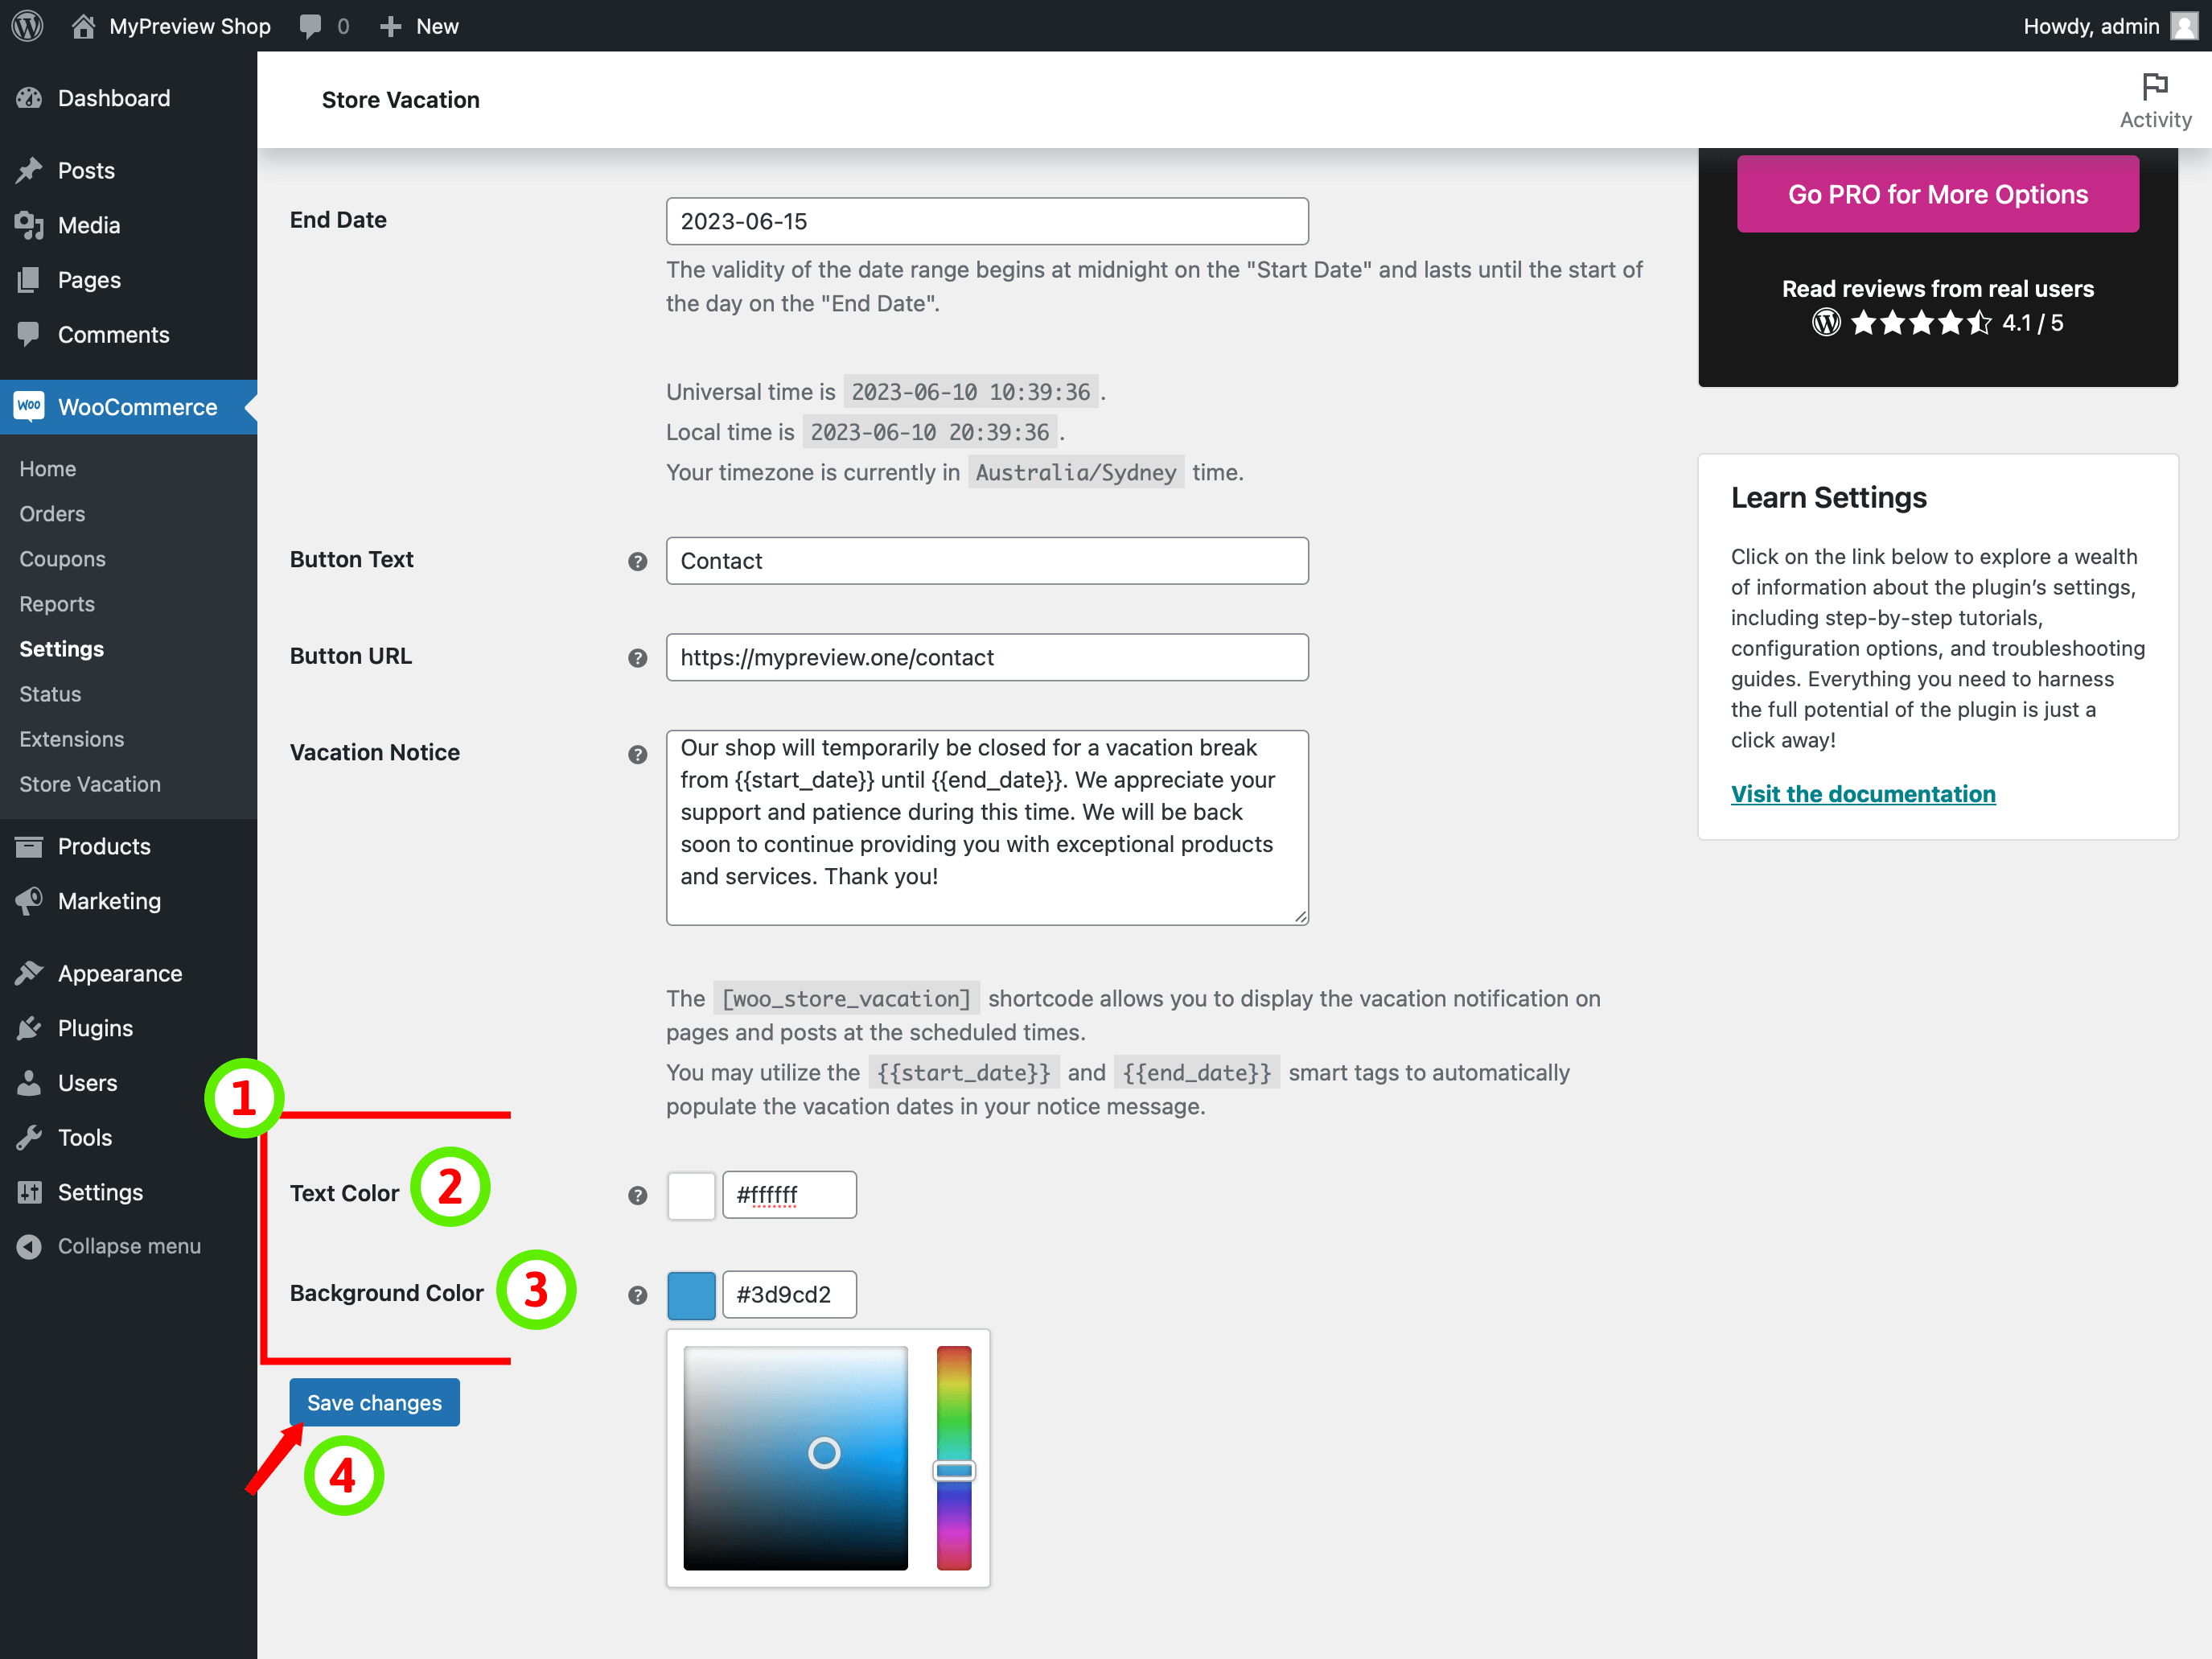 MyPreview Shop
0
New
Howdy, admin
Dashboard
Posts
Media
Pages
Comments
Woo
WooCommerce
Home
Orders
Coupons
Reports
Settings
Status
Extensions
Store Vacation
Products
Marketing
Appearance
Plugins
Users
Tools
Settings
Collapse menu
Store Vacation
Activity
End Date
2023-06-15
The validity of the date range begins at midnight on the "Start Date" and lasts until the start of
the day on the "End Date".
Universal time is 2023-06-10 10:39:36 .
Local time is 2023-06-10 20:39:36 .
Your timezone is currently in Australia/Sydney time.
Button Text
?
Contact
Button URL
?
https://mypreview.one/contact
Vacation Notice
?
Our shop will temporarily be closed for a vacation break
from {{start_date}} until {{end_date}}. We appreciate your
support and patience during this time. We will be back
soon to continue providing you with exceptional products
and services. Thank you!
The [woo_store_vacation] shortcode allows you to display the vacation notification on
pages and posts at the scheduled times.
You may utilize the {{start_date}} and {{end_date}} smart tags to automatically
populate the vacation dates in your notice message.
1
Text Color
2
?
#ffffff
Background Color
3
?
#3d9cd2
Save changes
4
Go PRO for More Options
Read reviews from real users
4.1 / 5
Learn Settings
Click on the link below to explore a wealth
of information about the plugin’s settings,
including step-by-step tutorials,
configuration options, and troubleshooting
guides. Everything you need to harness
the full potential of the plugin is just a
click away!
Visit the documentation